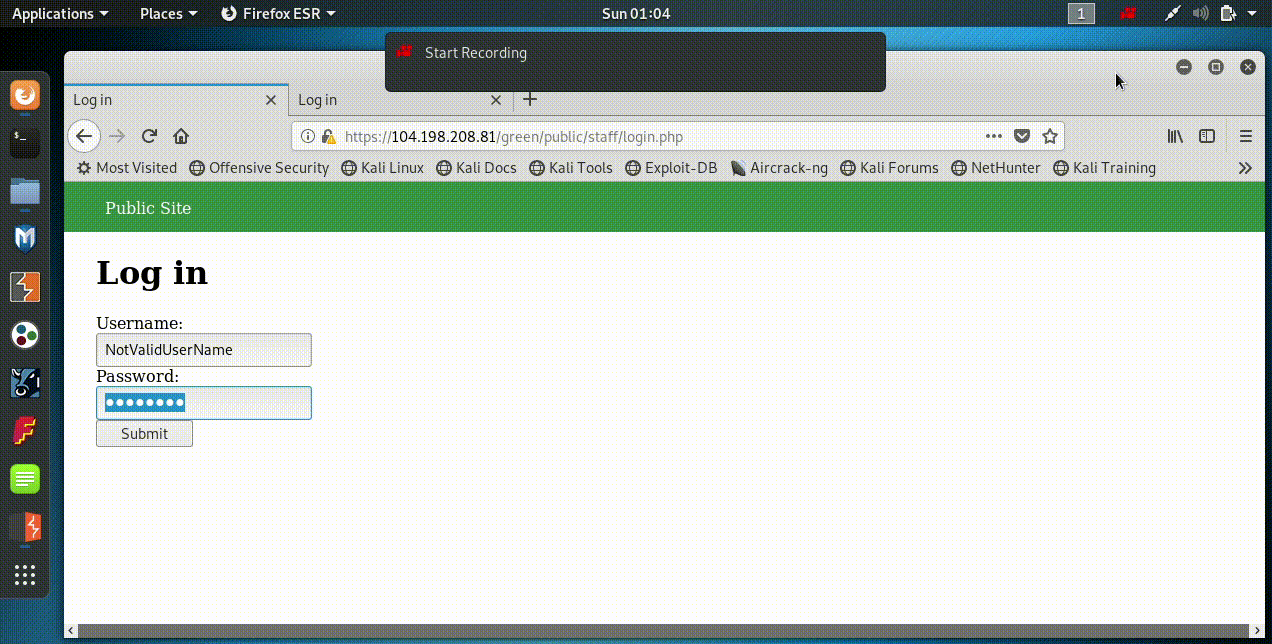 Applications Places Firefox ESR Sun 01:04 1
Start Recording
Log in Log in
https://104.198.208.81/green/public/staff/login.php
Most Visited Offensive Security Kali Linux Kali Docs Kali Tools Exploit-DB Aircrack-ng Kali Forums NetHunter Kali Training
Public Site
Log in
Username:
NotValidUserName
Password:
••••••••
Submit